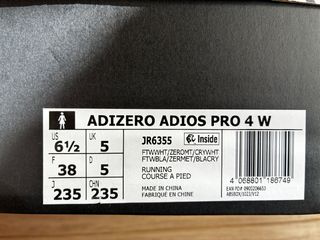 ADIZERO ADIOS PRO 4 W
US 6½ UK 5
F 38 D 5
J 235 CHN 235
JR6355 Inside
FTWWHT/ZEROMT/CRYWHT
FTWBLA/ZERMET/BLACRY
RUNNING
COURSE A PIED
MADE IN CHINA
FABRIQUE EN CHINE
4 068801 186749